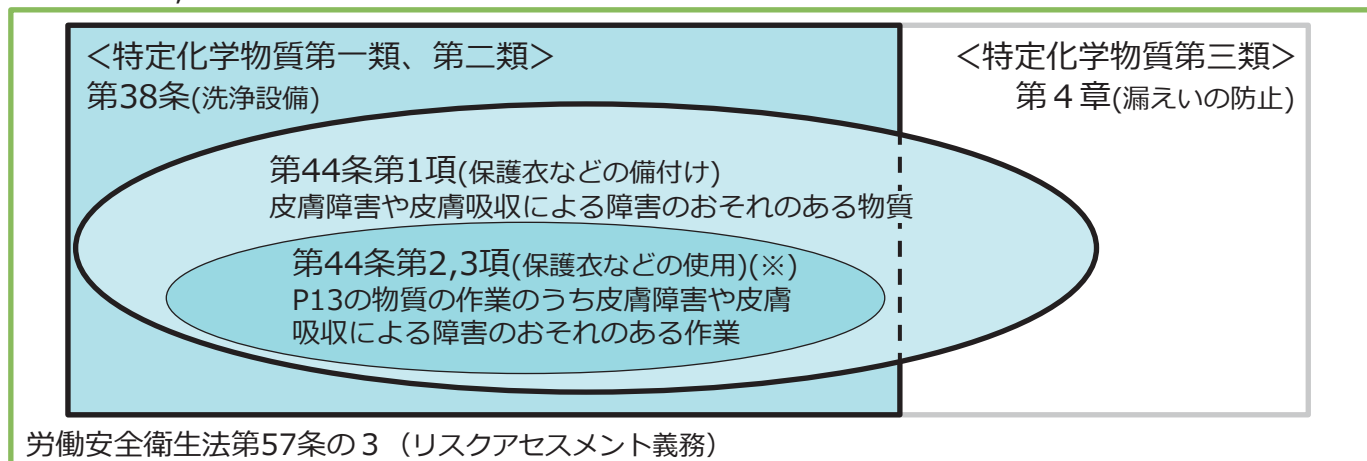 <特定化学物質第一類、第二類>
第38条(洗浄設備)
<特定化学物質第三類>
第４章(漏えいの防止)
第44条第1項(保護衣などの備付け)
皮膚障害や皮膚吸収による障害のおそれのある物質
第44条第2,3項(保護衣などの使用)(※)
P13の物質の作業のうち皮膚障害や皮膚
吸収による障害のおそれのある作業
労働安全衛生法第57条の３（リスクアセスメント義務）